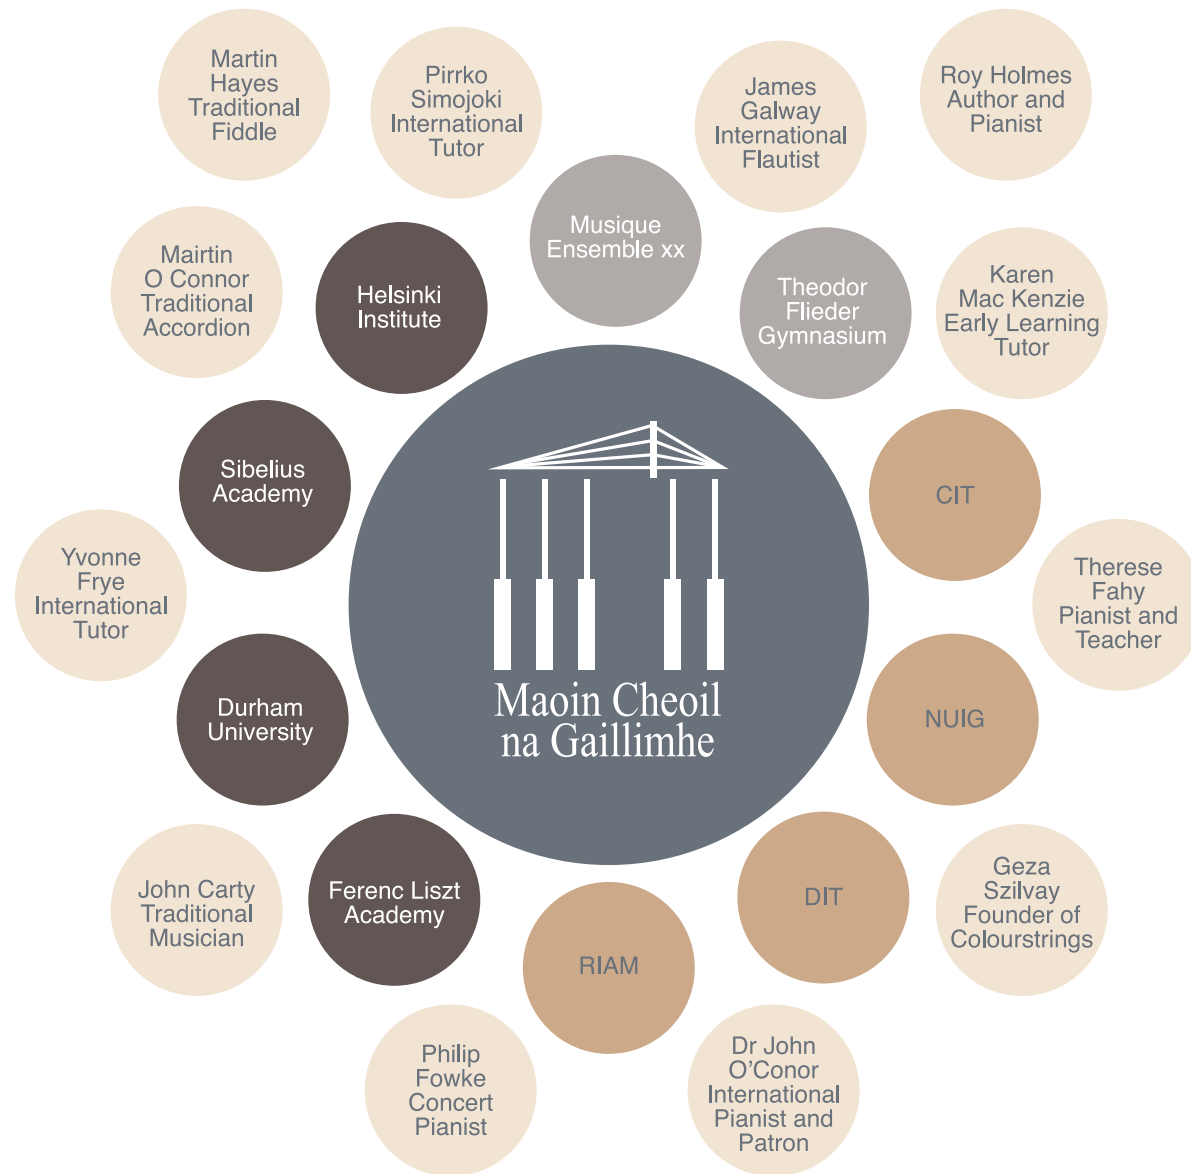 Martin
Hayes
Traditional
Fiddle
Pirrko
Simojoki
International
Tutor
James
Galway
International
Flautist
Roy Holmes
Author and
Pianist
Musique
Ensemble xx
Mairtin
O Connor
Traditional
Accordion
Helsinki
Institute
Theodor
Flieder
Gymnasium
Karen
Mac Kenzie
Early Learning
Tutor
Sibelius
Academy
CIT
Yvonne
Frye
International
Tutor
Therese
Fahy
Pianist and
Teacher
Maoin Cheoil
na Gaillimhe
Durham
University
NUIG
John Carty
Traditional
Musician
Ferenc Liszt
Academy
RIAM
DIT
Geza
Szilvay
Founder of
Colourstrings
Philip
Fowke
Concert
Pianist
Dr John
O’Conor
International
Pianist and
Patron